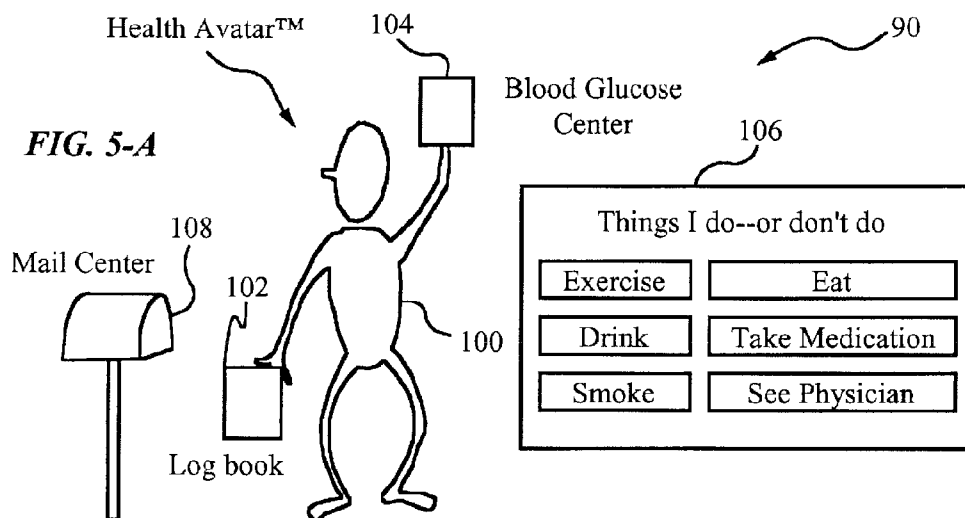 Health Avatar™
104
90
Blood Glucose
Center
FIG. 5-A
106
Things I do--or don't do
108
Mail Center
Exercise
Eat
102
100
Drink
Take Medication
Smoke
See Physician
Log book